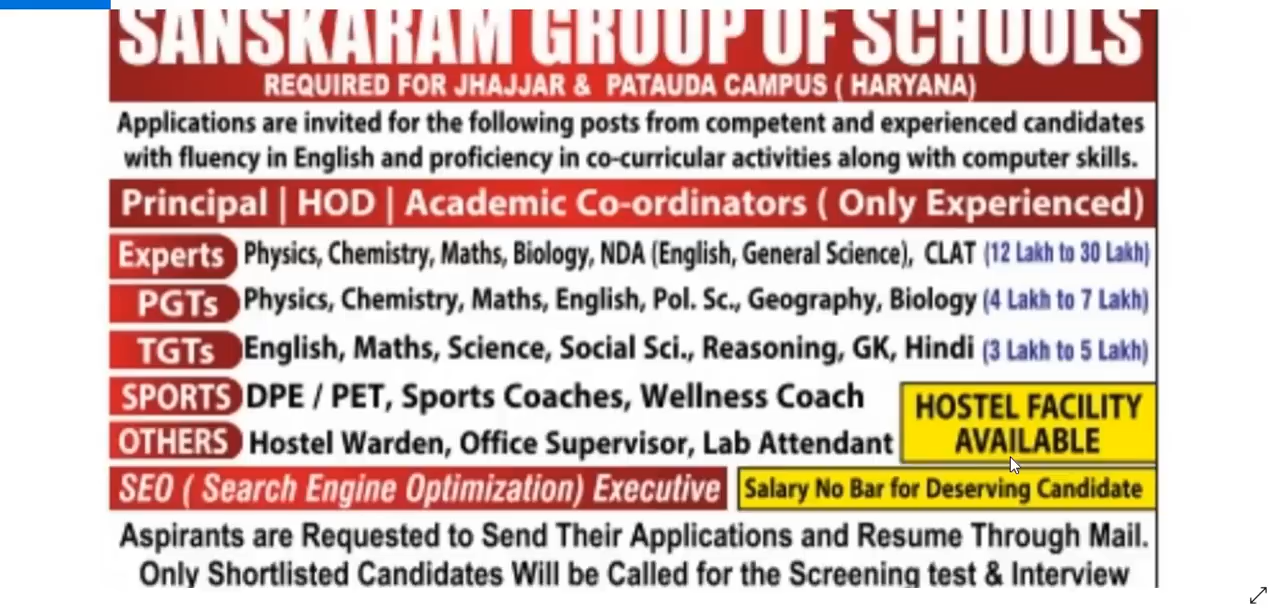 SANSKARAM GROUP OF SCHOOLS
REQUIRED FOR JHAJJAR & PATAUDA CAMPUS ( HARYANA)
Applications are invited for the following posts from competent and experienced candidates
with fluency in English and proficiency in co-curricular activities along with computer skills.
Principal | HOD | Academic Co-ordinators ( Only Experienced)
Experts Physics, Chemistry, Maths, Biology, NDA (English, General Science), CLAT (12 Lakh to 30 Lakh)
PGTs Physics, Chemistry, Maths, English, Pol. Sc., Geography, Biology (4 Lakh to 7 Lakh)
TGTs English, Maths, Science, Social Sci., Reasoning, GK, Hindi (3 Lakh to 5 Lakh)
SPORTS DPE / PET, Sports Coaches, Wellness Coach
OTHERS Hostel Warden, Office Supervisor, Lab Attendant
HOSTEL FACILITY
AVAILABLE
SEO ( Search Engine Optimization) Executive
Salary No Bar for Deserving Candidate
Aspirants are Requested to Send Their Applications and Resume Through Mail.
Only Shortlisted Candidates Will be Called for the Screening test & Interview